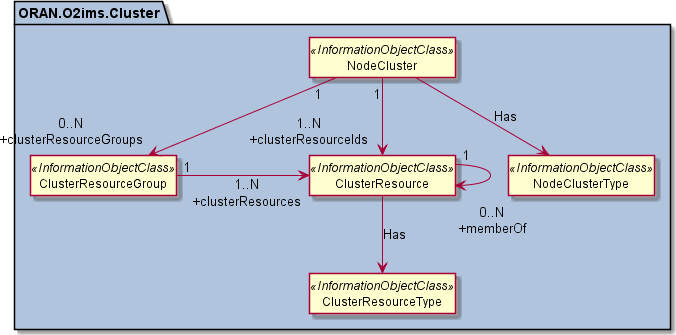 ORAN.O2ims.Cluster
«InformationObjectClass»
NodeCluster
1
1
Has
0..N
+clusterResourceGroups
1..N
+clusterResourceIds
«InformationObjectClass»
ClusterResourceGroup
1
1..N
+clusterResources
«InformationObjectClass»
ClusterResource
1
0..N
+memberOf
«InformationObjectClass»
NodeClusterType
Has
«InformationObjectClass»
ClusterResourceType